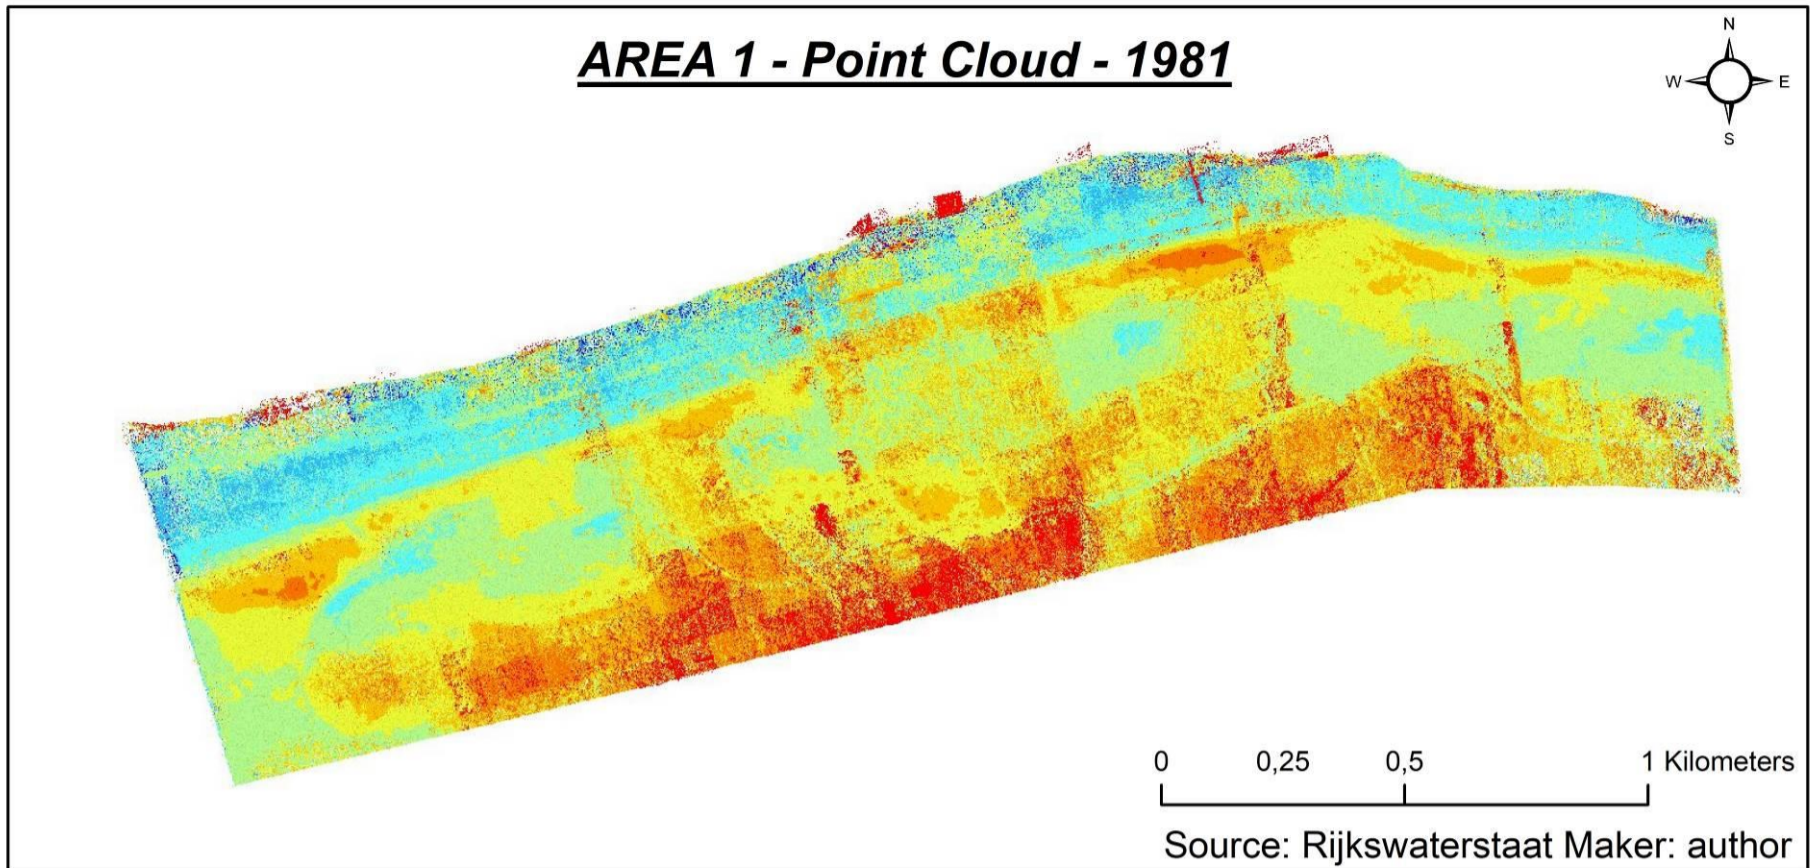 AREA 1 - Point Cloud - 1981
N
W E
S
0 0,25 0,5 1 Kilometers
Source: Rijkswaterstaat Maker: author